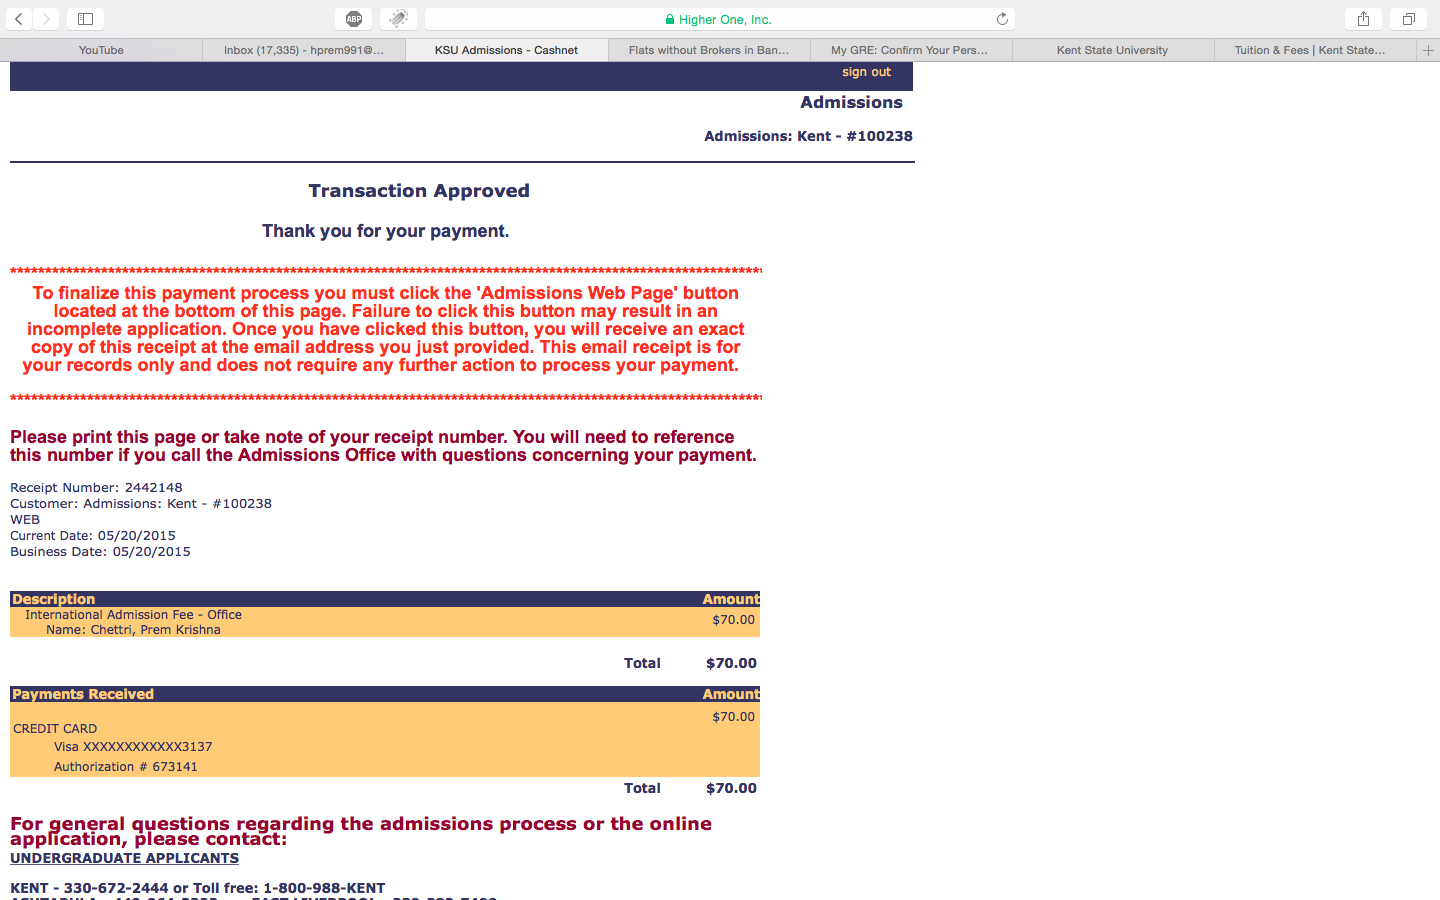 ABP
Higher One, Inc.
YouTube
Inbox (17,335) - hprem991@...
KSU Admissions - Cashnet
Flats without Brokers in Ban...
My GRE: Confirm Your Pers...
Kent State University
Tuition & Fees | Kent State...
sign out
Admissions
Admissions: Kent - #100238
Transaction Approved
Thank you for your payment.
To finalize this payment process you must click the 'Admissions Web Page' button
located at the bottom of this page. Failure to click this button may result in an
incomplete application. Once you have clicked this button, you will receive an exact
copy of this receipt at the email address you just provided. This email receipt is for
your records only and does not require any further action to process your payment.
Please print this page or take note of your receipt number. You will need to reference
this number if you call the Admissions Office with questions concerning your payment.
Receipt Number: 2442148
Customer: Admissions: Kent - #100238
WEB
Current Date: 05/20/2015
Business Date: 05/20/2015
Description Amount
International Admission Fee - Office
$70.00
Name: Chettri, Prem Krishna
Total $70.00
Payments Received Amount
$70.00
CREDIT CARD
Visa XXXXXXXXXXXX3137
Authorization # 673141
Total $70.00
For general questions regarding the admissions process or the online
application, please contact:
UNDERGRADUATE APPLICANTS
KENT - 330-672-2444 or Toll free: 1-800-988-KENT